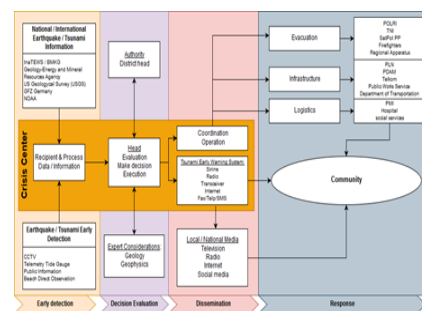 National / International
Earthquake / Tsunami
Information
InaTEWS / BMKG
Geology-Energy and Mineral
Resources Agency
US Geological Survey (USGS)
GFZ Germany
NOAA
Crisis Center
Recipient & Process
Data / Information
Earthquake / Tsunami Early
Detection
CCTV
Telemetry Tide Gauge
Public Information
Beach Direct Observation
Early detection
Authority
District head
Head
Evaluation
Make decision
Execution
Expert Considerations
Geology
Geophysics
Decision Evaluation
Coordination
Operation
Tsunami Early Warning System
Sirine
Radio
Transceiver
Internet
Fax/Telp/SMS
Local / National Media
Television
Radio
Internet
Social media
Dissemination
Evacuation
Infrastructure
Logistics
POLRI
TNI
SatPol PP
Firefighters
Regional Apparatus
PLN
PDAM
Telkom
Public Works Service
Department of Transportation
PMI
Hospital
social services
Community
Response